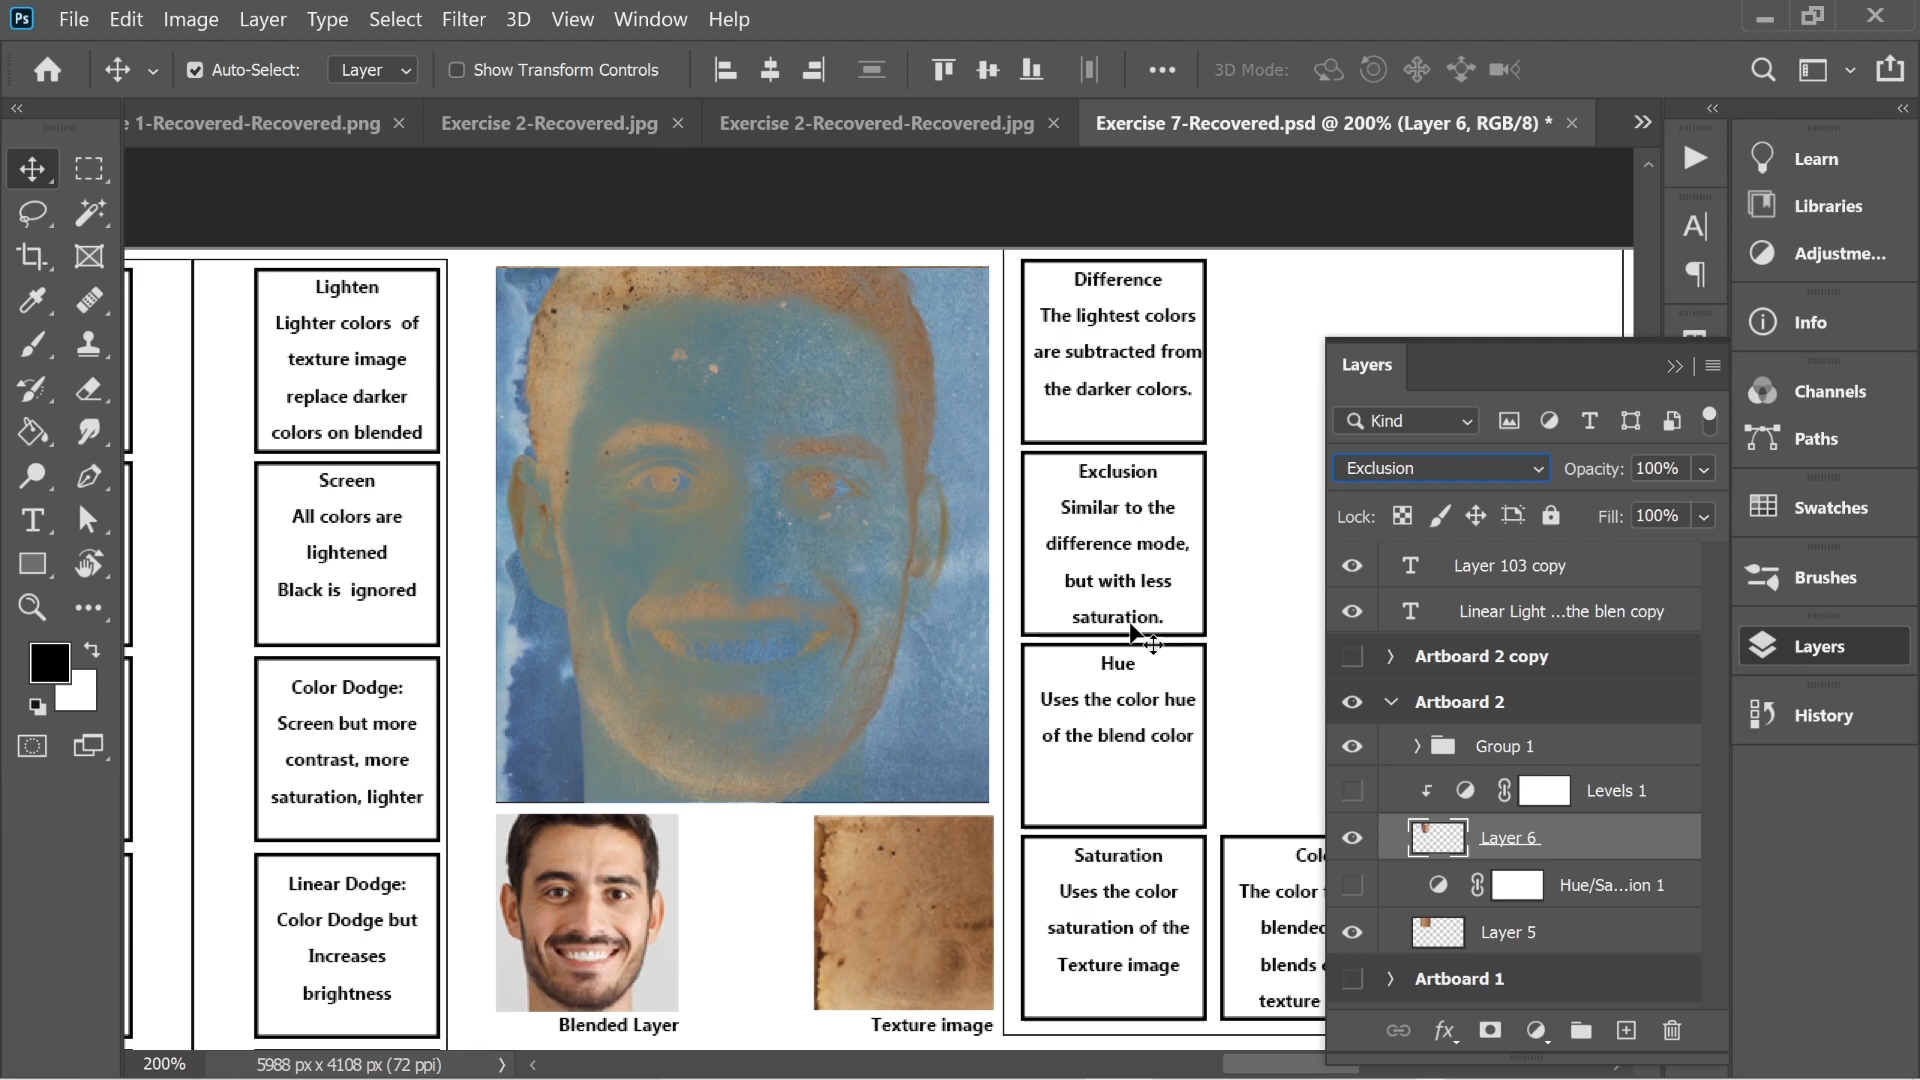 Ps File Edit Image Layer Type Select Filter 3D View Window Help
Auto-Select: Layer Show Transform Controls 3D Mode:
e 1-Recovered-Recovered.png Exercise 2-Recovered.jpg Exercise 2-Recovered-Recovered.jpg Exercise 7-Recovered.psd @ 200% (Layer 6, RGB/8) *
Lighten
Lighter colors of
texture image
replace darker
colors on blended
Screen
All colors are
lightened
Black is ignored
Color Dodge:
Screen but more
contrast, more
saturation, lighter
Linear Dodge:
Color Dodge but
Increases
brightness
Blended Layer
Texture image
Difference
The lightest colors
are subtracted from
the darker colors.
Exclusion
Similar to the
difference mode,
but with less
saturation.
Hue
Uses the color hue
of the blend color
Saturation
Uses the color
saturation of the
Texture image
Col
The color
blended
blends
texture
Layers
Kind
Exclusion Opacity: 100%
Lock: Fill: 100%
Layer 103 copy
Linear Light ...the blen copy
Artboard 2 copy
Artboard 2
Group 1
Levels 1
Layer 6
Hue/Sa...ion 1
Layer 5
Artboard 1
Learn
Libraries
Adjustme...
Info
Channels
Paths
Swatches
Brushes
Layers
History
200% 5988 px x 4108 px (72 ppi)